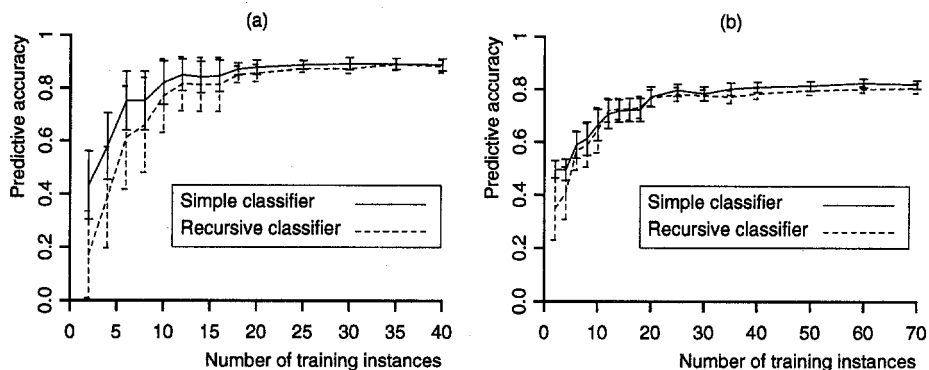 (a)
Predictive accuracy
1
0.8
0.6
0.4
0.2
0.0
Simple classifier
Recursive classifier
0 5 10 15 20 25 30 35 40
Number of training instances
(b)
Predictive accuracy
1
0.8
0.6
0.4
0.2
0.0
Simple classifier
Recursive classifier
0 10 20 30 40 50 60 70
Number of training instances